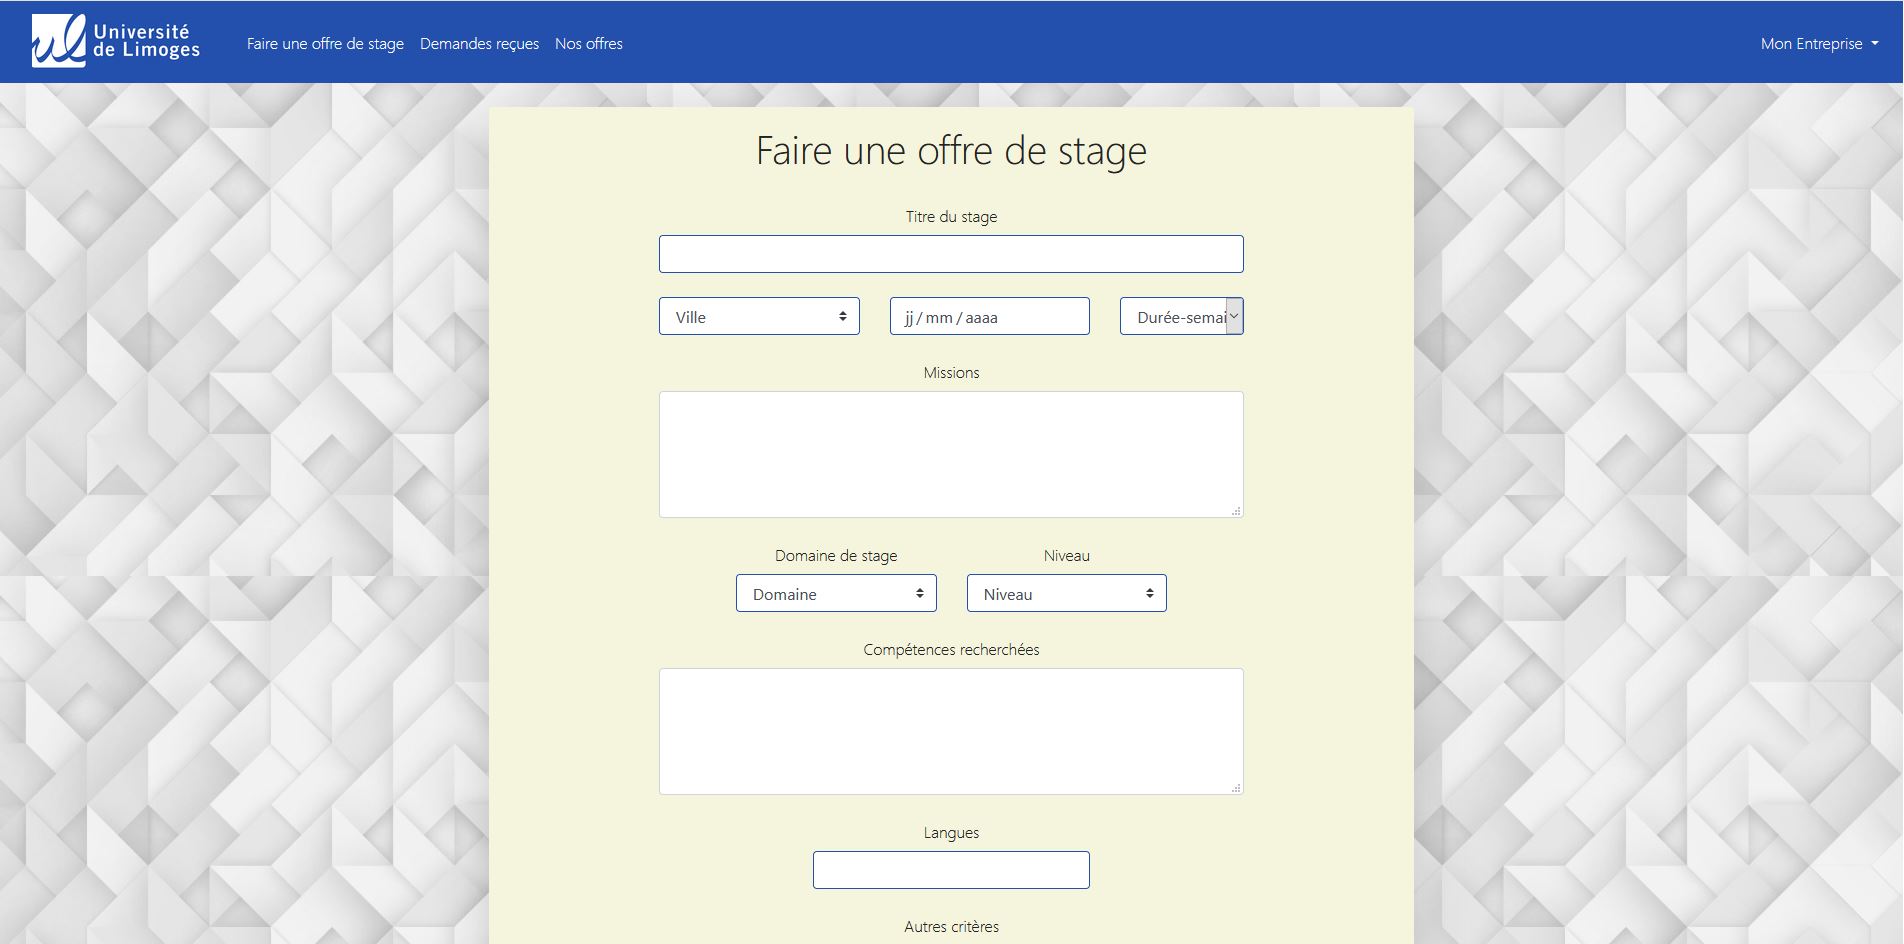 Université
de Limoges
Faire une offre de stage Demandes reçues Nos offres Mon Entreprise
Faire une offre de stage
Titre du stage
Ville jj / mm / aaaa Durée-semai
Missions
Domaine de stage Niveau
Domaine Niveau
Compétences recherchées
Langues
Autres critères